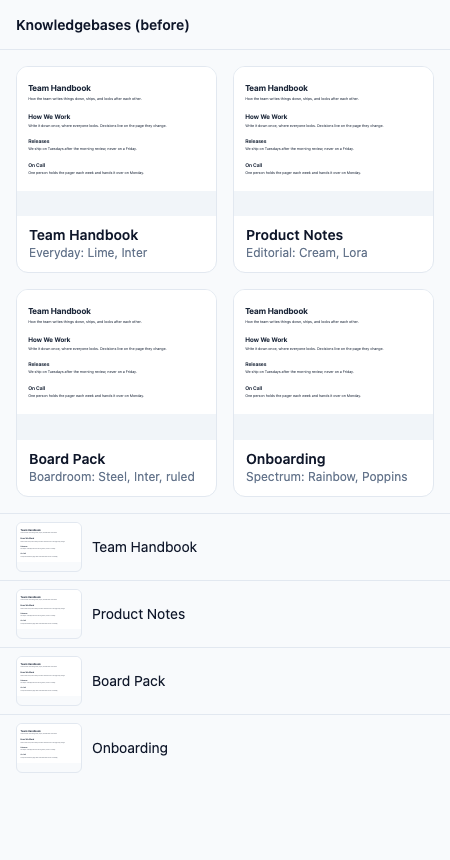 Knowledgebases (before)
Team Handbook
How the team writes things down, ships, and looks after each other.
How We Work
Write it down once, where everyone looks. Decisions live on the page they change.
Releases
We ship on Tuesdays after the morning review, never on a Friday.
On Call
One person holds the pager each week and hands it over on Monday.
Team Handbook
Everyday: Lime, Inter
Team Handbook
How the team writes things down, ships, and looks after each other.
How We Work
Write it down once, where everyone looks. Decisions live on the page they change.
Releases
We ship on Tuesdays after the morning review, never on a Friday.
On Call
One person holds the pager each week and hands it over on Monday.
Product Notes
Editorial: Cream, Lora
Team Handbook
How the team writes things down, ships, and looks after each other.
How We Work
Write it down once, where everyone looks. Decisions live on the page they change.
Releases
We ship on Tuesdays after the morning review, never on a Friday.
On Call
One person holds the pager each week and hands it over on Monday.
Board Pack
Boardroom: Steel, Inter, ruled
Team Handbook
How the team writes things down, ships, and looks after each other.
How We Work
Write it down once, where everyone looks. Decisions live on the page they change.
Releases
We ship on Tuesdays after the morning review, never on a Friday.
On Call
One person holds the pager each week and hands it over on Monday.
Onboarding
Spectrum: Rainbow, Poppins
Team Handbook
Team Handbook
Team Handbook
Product Notes
Team Handbook
Board Pack
Team Handbook
Onboarding